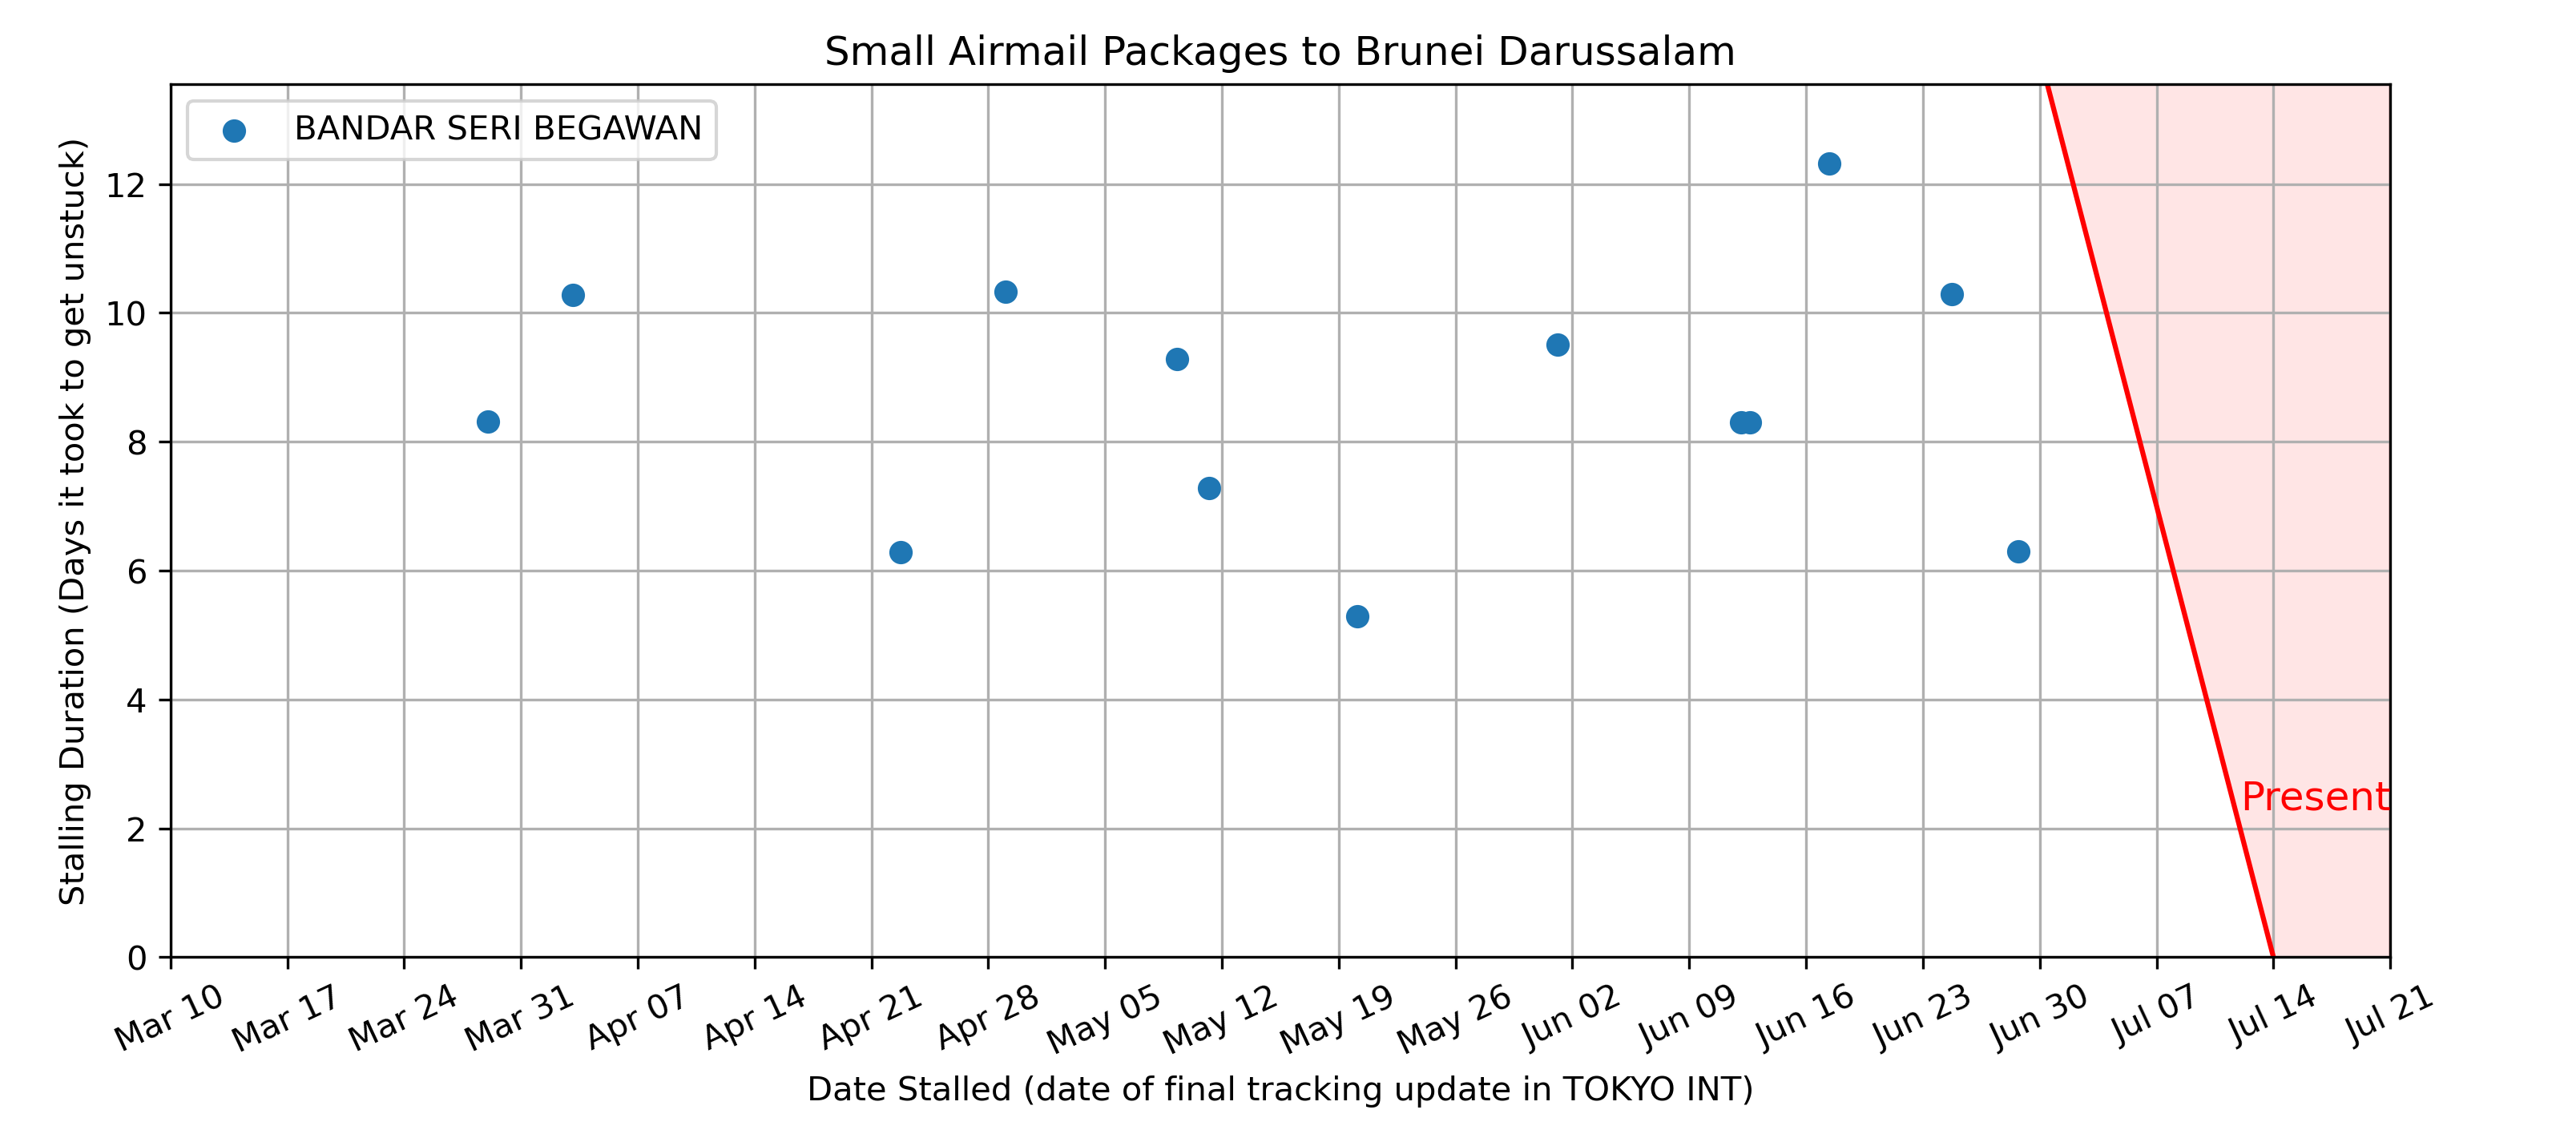 Small Airmail Packages to Brunei Darussalam
BANDAR SERI BEGAWAN
Stalling Duration (Days it took to get unstuck)
12
10
8
6
4
2
0
Present
Mar 10
Mar 17
Mar 24
Mar 31
Apr 07
Apr 14
Apr 21
Apr 28
May 05
May 12
May 19
May 26
Jun 02
Jun 09
Jun 16
Jun 23
Jun 30
Jul 07
Jul 14
Jul 21
Date Stalled (date of final tracking update in TOKYO INT)